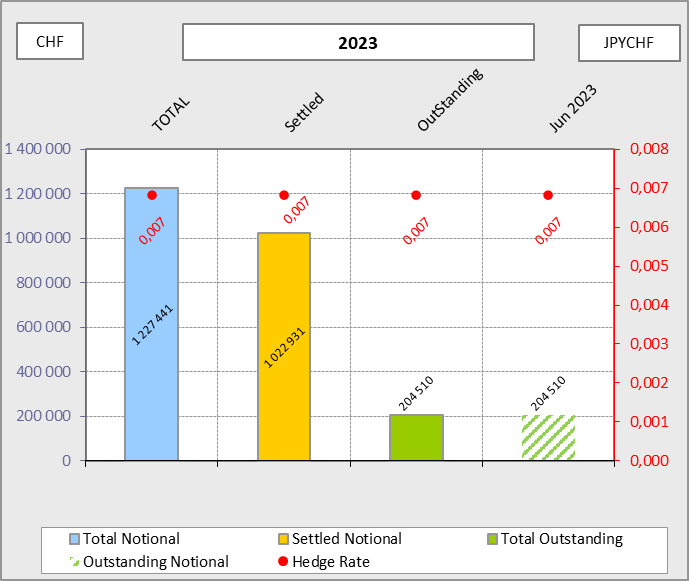 CHF
2023
JPYCHF
TOTAL
Settled
OutStanding
Jun 2023
1 400 000
1 200 000
1 000 000
800 000
600 000
400 000
200 000
0
0,008
0,007
0,006
0,005
0,004
0,003
0,002
0,001
0,000
0,007
0,007
0,007
0,007
1 227 441
1 022 931
204 510
204 510
Total Notional
Settled Notional
Total Outstanding
Outstanding Notional
Hedge Rate